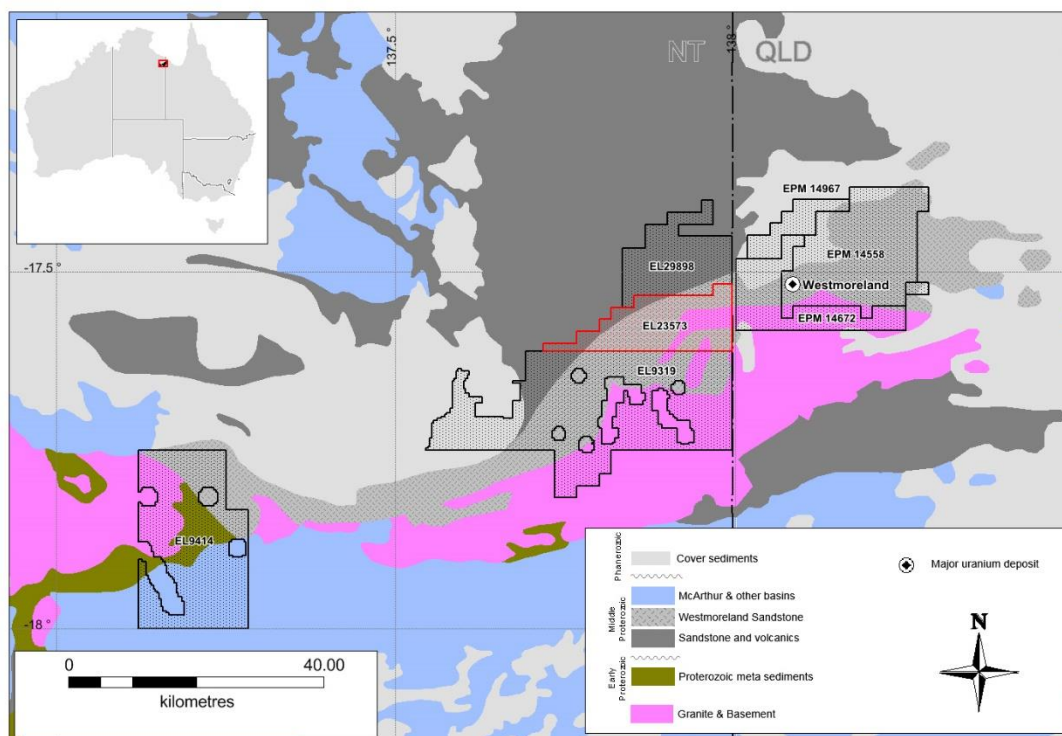 137.5 °
138 °
NT
QLD
-17.5 °
EPM 14967
EPM 14558
EL29898
Westmoreland
EPM 14672
EL23573
EL9319
EL9414
-18 °
0
40.00
kilometres
Phanerozoic
Cover sediments
Major uranium deposit
Middle
Proterozoic
McArthur & other basins
Westmoreland Sandstone
Sandstone and volcanics
Early
Proterozoic
Proterozoic meta sediments
Granite & Basement
N